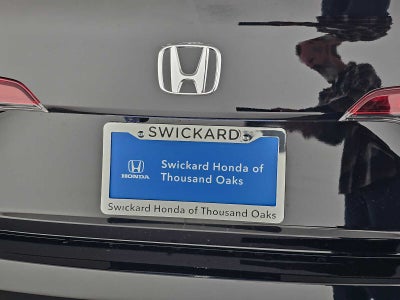 SWICKARD
Swickard Honda of
Thousand Oaks
HONDA
Swickard Honda of Thousand Oaks